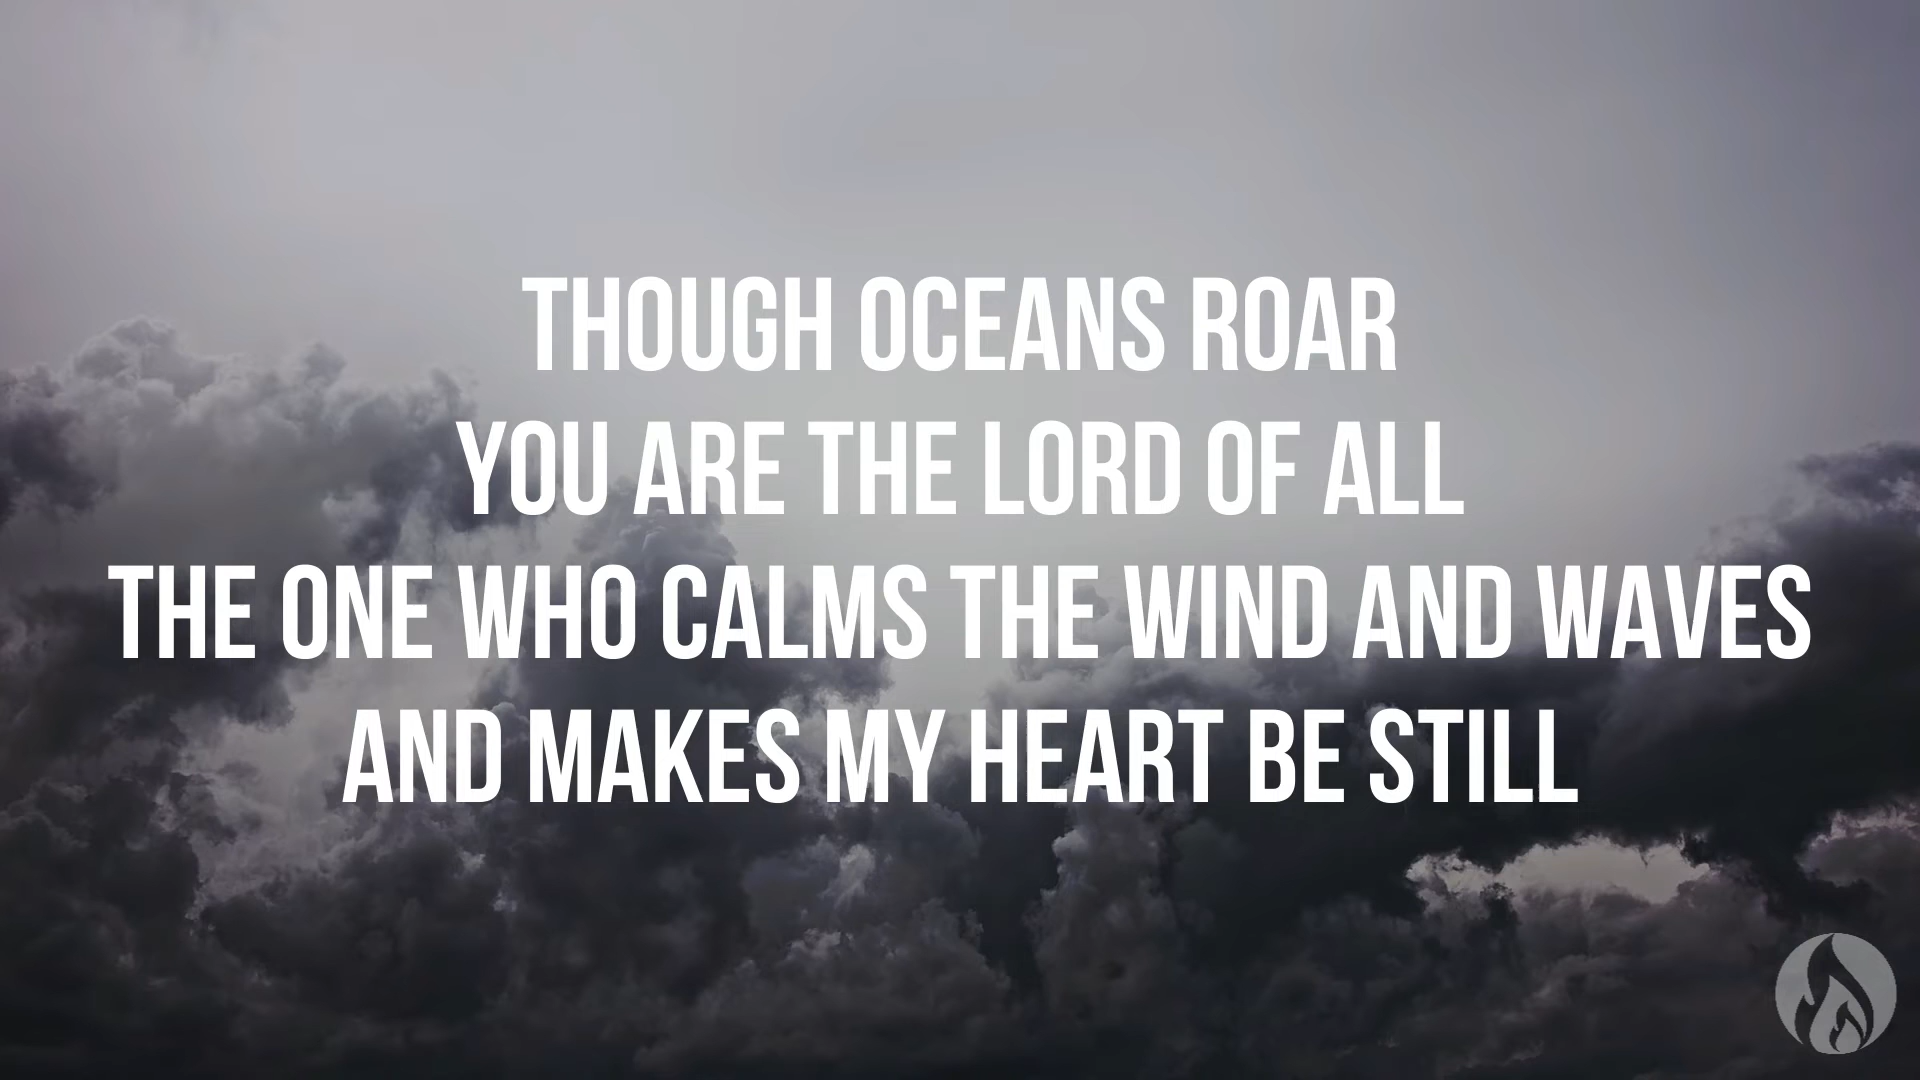 THOUGH OCEANS ROAR
YOU ARE THE LORD OF ALL
THE ONE WHO CALMS THE WIND AND WAVES
AND MAKES MY HEART BE STILL